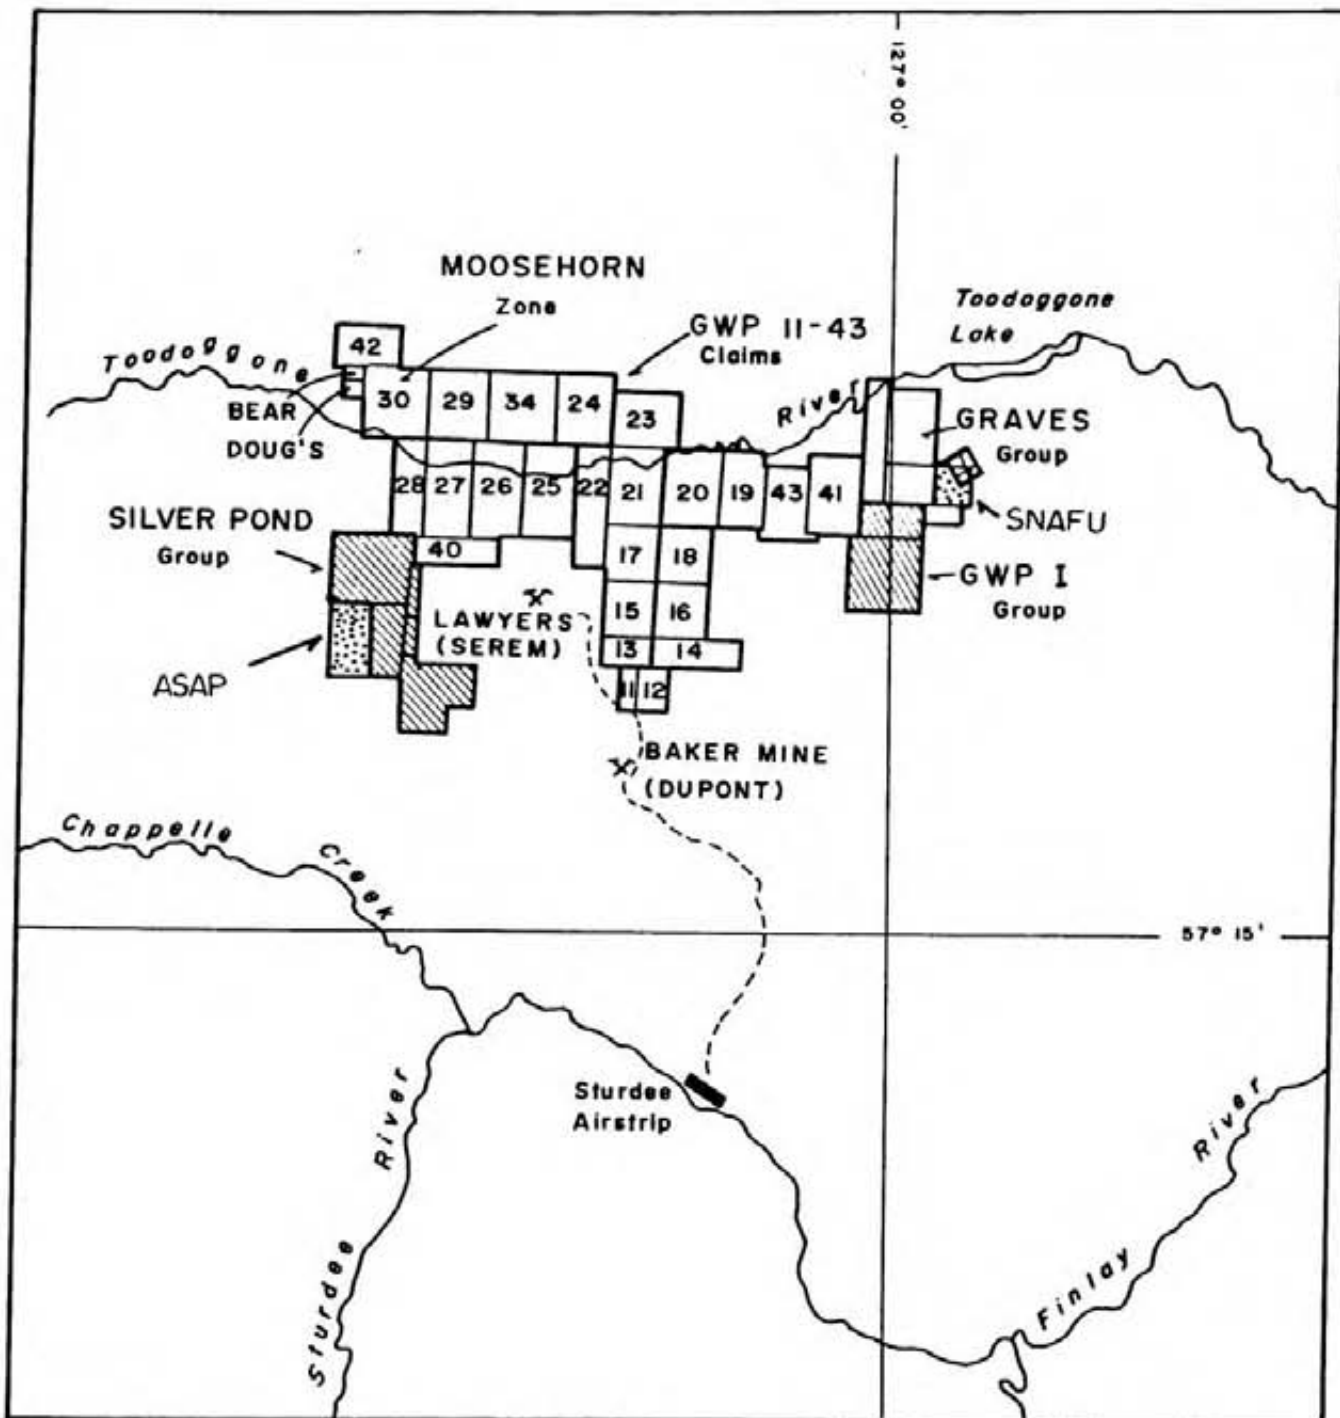 127° 00'
MOOSEHORN
Zone
GWP 11-43
Claims
Toodoggone
Lake
Toodoggone
River
42
BEAR
DOUG'S
30
29
34
24
23
GRAVES
Group
28
27
26
25
22
21
20
19
43
41
SNAFU
SILVER POND
Group
40
17
18
GWP I
Group
LAWYERS
(SEREM)
15
16
13
14
ASAP
11
12
BAKER MINE
(DUPONT)
Chappelle
Creek
57° 15'
Sturdee
Airstrip
Sturdee
River
Finlay
River